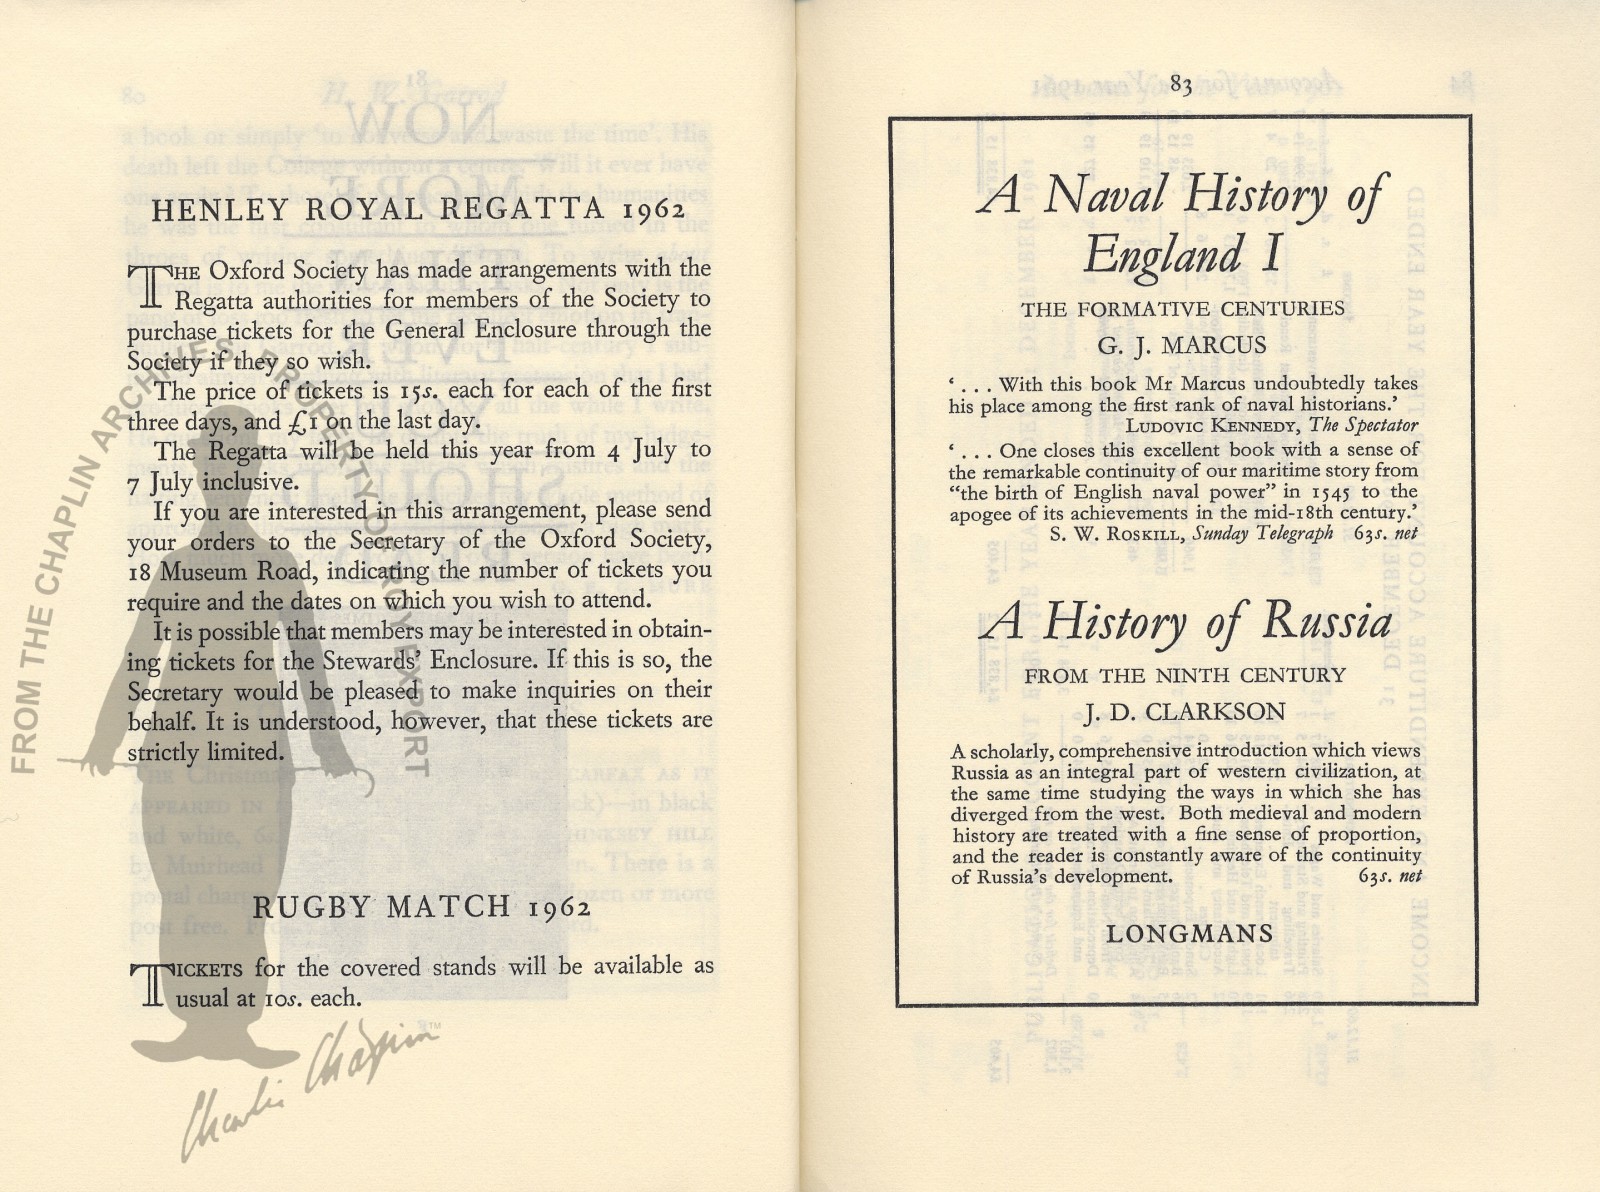 HENLEY ROYAL REGATTA 1962
THE Oxford Society has made arrangements with the
Regatta authorities for members of the Society to
purchase tickets for the General Enclosure through the
Society if they so wish.
The price of tickets is 15s. each for each of the first
three days, and £1 on the last day.
The Regatta will be held this year from 4 July to
7 July inclusive.
If you are interested in this arrangement, please send
your orders to the Secretary of the Oxford Society,
18 Museum Road, indicating the number of tickets you
require and the dates on which you wish to attend.
It is possible that members may be interested in obtain-
ing tickets for the Stewards' Enclosure. If this is so, the
Secretary would be pleased to make inquiries on their
behalf. It is understood, however, that these tickets are
strictly limited.
RUGBY MATCH 1962
TICKETS for the covered stands will be available as
usual at 10s. each.
FROM THE CHAPLIN ARCHIVES. PROPERTY OF ROY EXPORT
Charlie Chaplin™
83
A Naval History of
England I
THE FORMATIVE CENTURIES
G. J. MARCUS
‘ . . . With this book Mr Marcus undoubtedly takes
his place among the first rank of naval historians.’
LUDOVIC KENNEDY, The Spectator
‘ . . . One closes this excellent book with a sense of
the remarkable continuity of our maritime story from
“the birth of English naval power” in 1545 to the
apogee of its achievements in the mid-18th century.’
S. W. ROSKILL, Sunday Telegraph 63s. net
A History of Russia
FROM THE NINTH CENTURY
J. D. CLARKSON
A scholarly, comprehensive introduction which views
Russia as an integral part of western civilization, at
the same time studying the ways in which she has
diverged from the west. Both medieval and modern
history are treated with a fine sense of proportion,
and the reader is constantly aware of the continuity
of Russia's development. 63s. net
LONGMANS